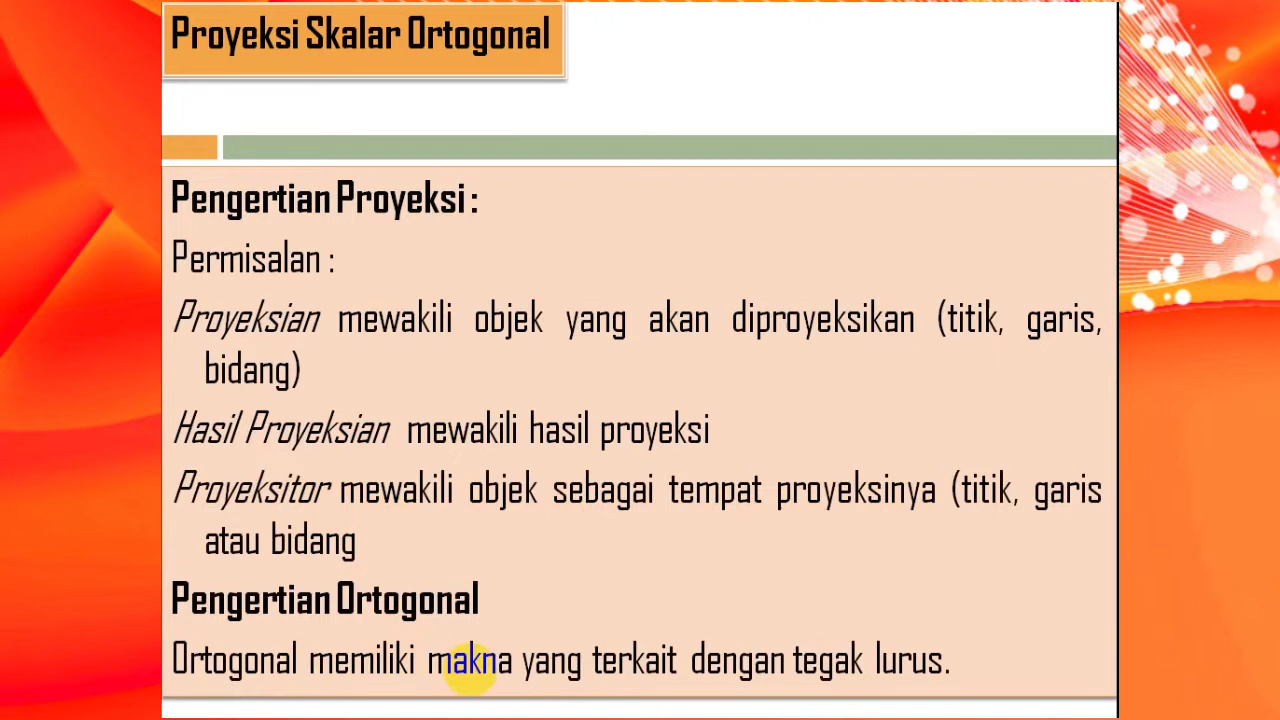 Proyeksi Skalar Ortogonal
Pengertian Proyeksi :
Permisalan :
Proyeksian mewakili objek yang akan diproyeksikan (titik, garis,
bidang)
Hasil Proyeksian mewakili hasil proyeksi
Proyeksitor mewakili objek sebagai tempat proyeksinya (titik, garis
atau bidang
Pengertian Ortogonal
Ortogonal memiliki makna yang terkait dengan tegak lurus.